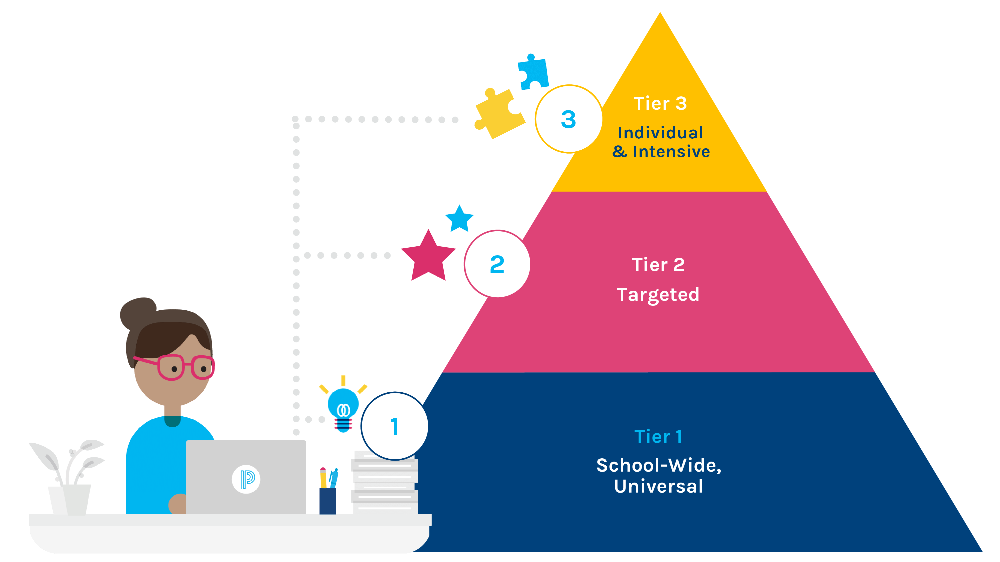 3
Tier 3
Individual
& Intensive
2
Tier 2
Targeted
1
Tier 1
School-Wide,
Universal
P